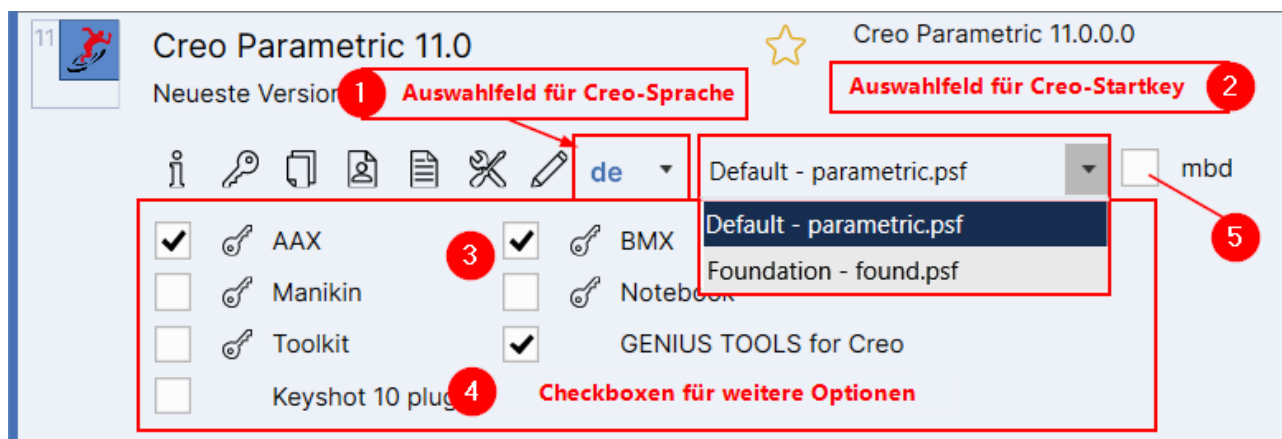 11
Creo Parametric 11.0
Creo Parametric 11.0.0.0
Neueste Version
1 Auswahlfeld für Creo-Sprache
Auswahlfeld für Creo-Startkey 2
de
Default - parametric.psf
mbd
AAX
3
BMX
Default - parametric.psf
5
Manikin
Notebook
Foundation - found.psf
Toolkit
GENIUS TOOLS for Creo
Keyshot 10 plug
4 Checkboxen für weitere Optionen